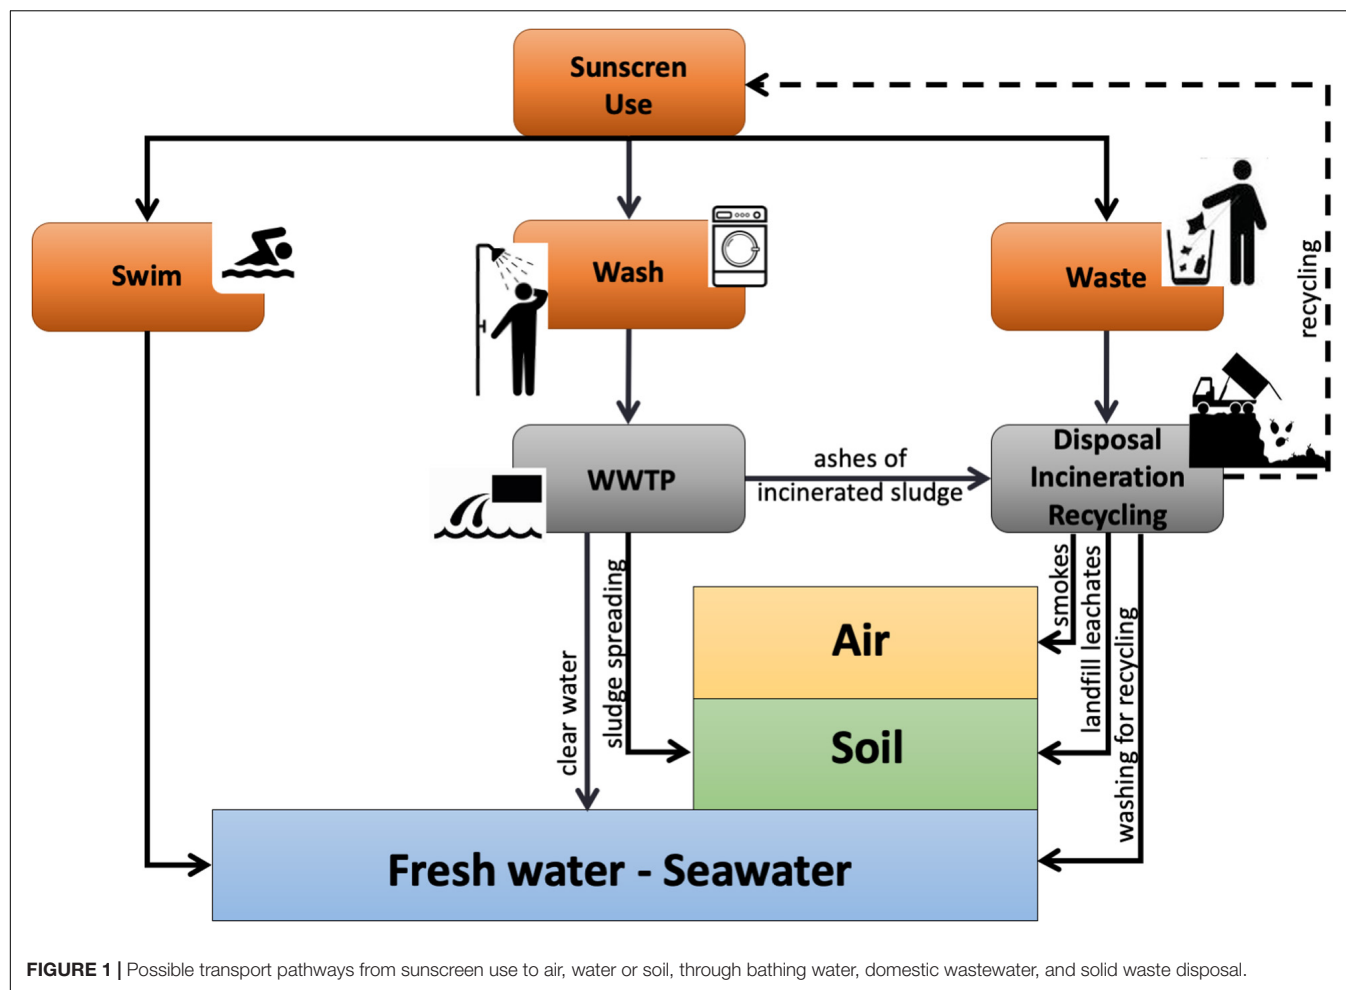 Sunscren
Use
Swim
Wash
Waste
recycling
WWTP
ashes of
incinerated sludge
Disposal
Incineration
Recycling
clear water
sludge spreading
smokes
landfill leachates
washing for recycling
Air
Soil
Fresh water - Seawater
FIGURE 1 | Possible transport pathways from sunscreen use to air, water or soil, through bathing water, domestic wastewater, and solid waste disposal.